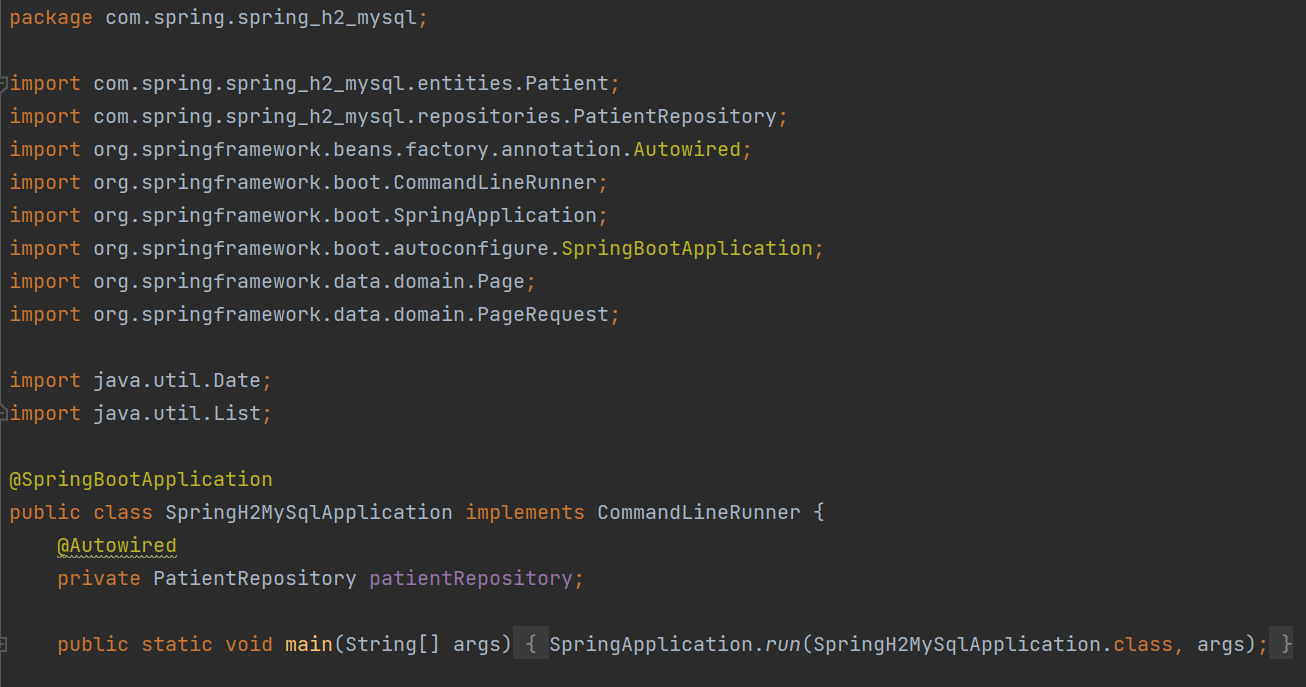 package com.spring.spring_h2_mysql;
import com.spring.spring_h2_mysql.entities.Patient;
import com.spring.spring_h2_mysql.repositories.PatientRepository;
import org.springframework.beans.factory.annotation.Autowired;
import org.springframework.boot.CommandLineRunner;
import org.springframework.boot.SpringApplication;
import org.springframework.boot.autoconfigure.SpringBootApplication;
import org.springframework.data.domain.Page;
import org.springframework.data.domain.PageRequest;
import java.util.Date;
import java.util.List;
@SpringBootApplication
public class SpringH2MySqlApplication implements CommandLineRunner {
    @Autowired
    private PatientRepository patientRepository;
    public static void main(String[] args) { SpringApplication.run(SpringH2MySqlApplication.class, args); }